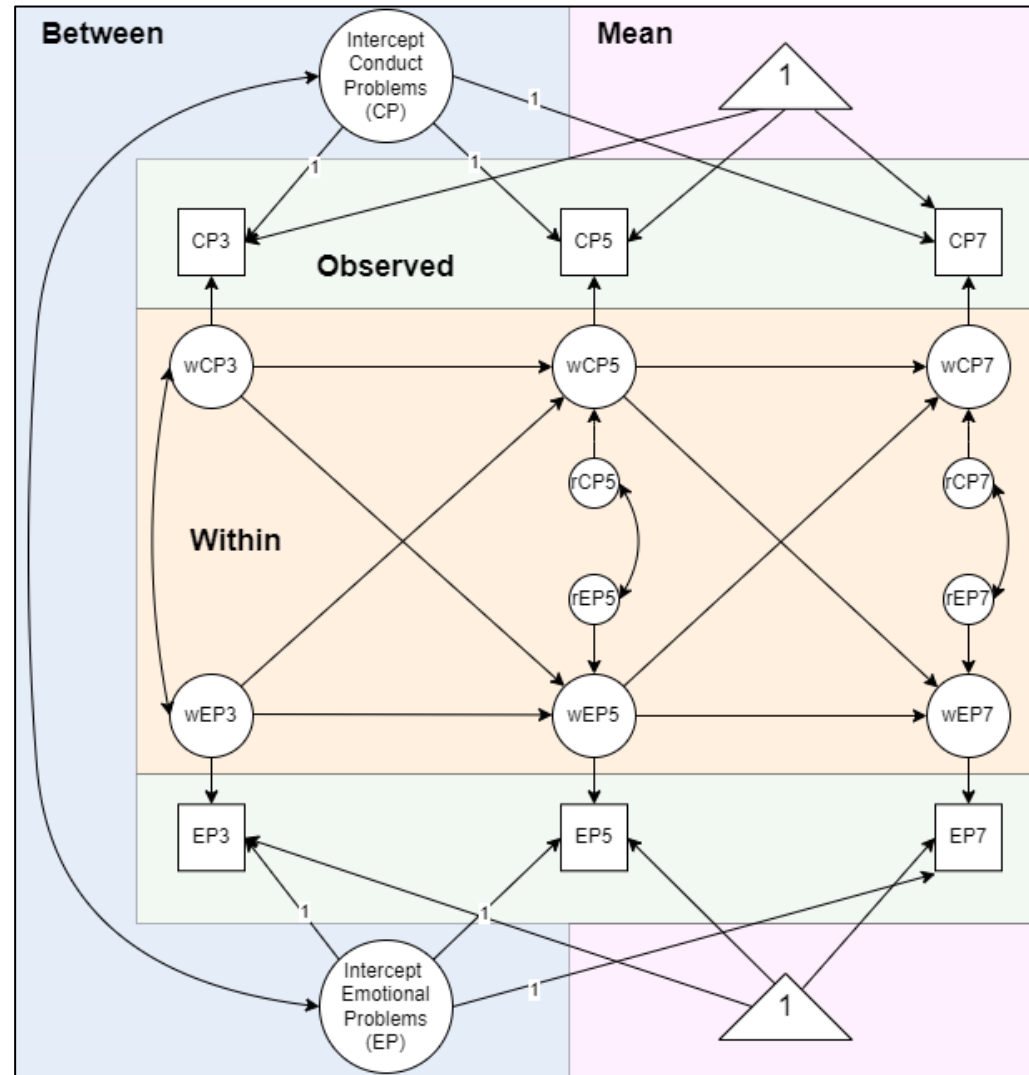 Between
Intercept
Conduct
Problems
(CP)
Mean
1
1
1
1
CP3
CP5
CP7
Observed
wCP3
wCP5
wCP7
rCP5
rCP7
Within
rEP5
rEP7
wEP3
wEP5
wEP7
EP3
EP5
EP7
1
1
1
Intercept
Emotional
Problems
(EP)
1